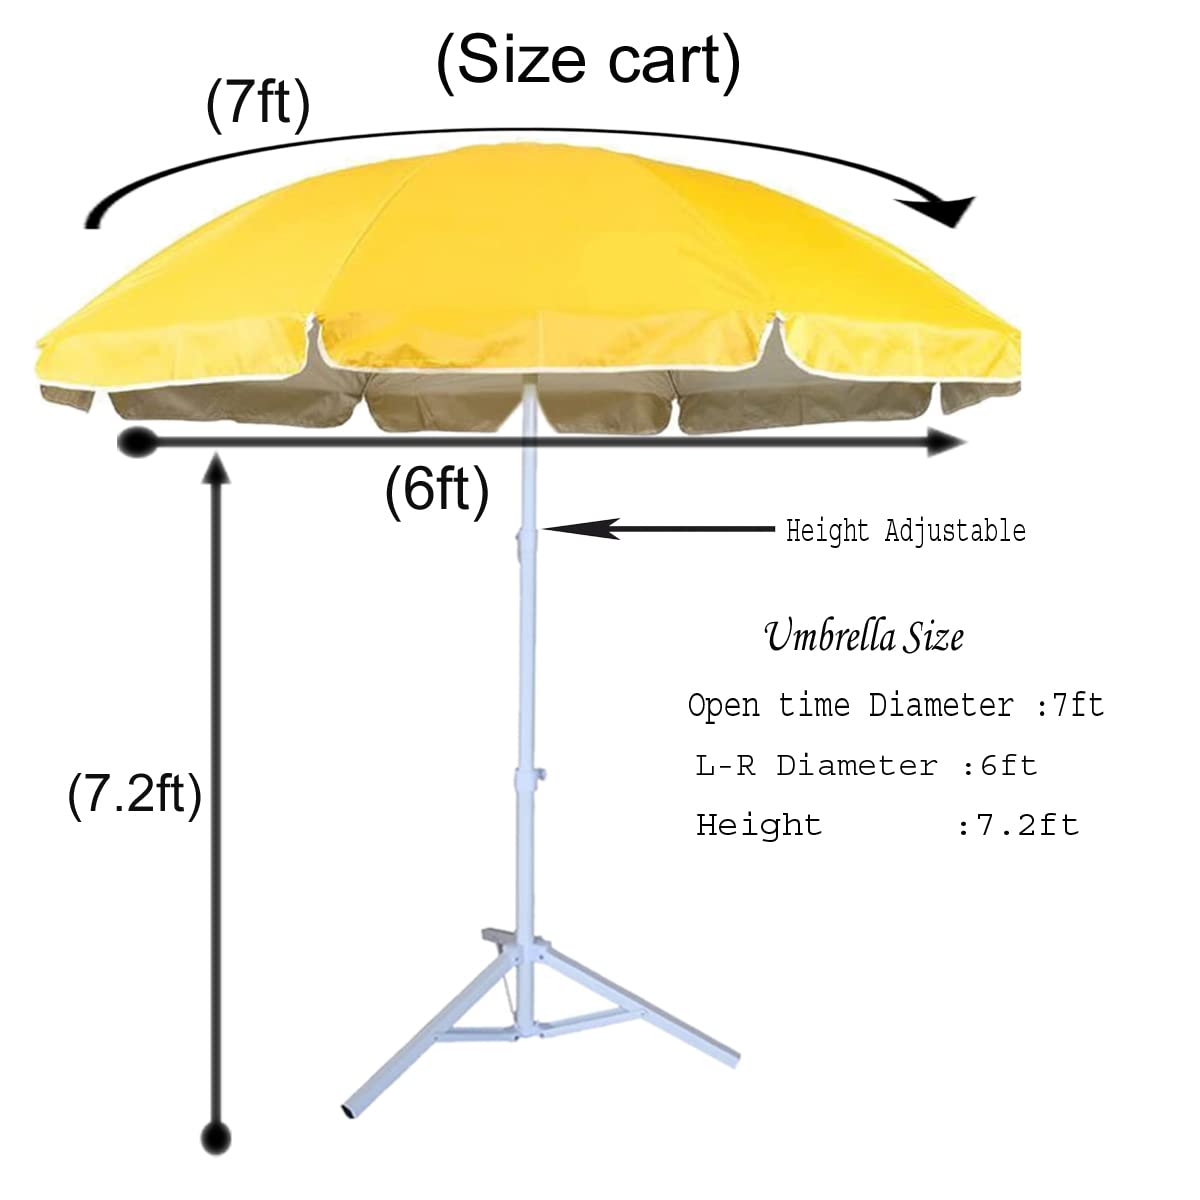 (Size cart)
(7ft)
(6ft)
Height Adjustable
Umbrella Size
Open time Diameter :7ft
L-R Diameter :6ft
(7.2ft)
Height :7.2ft